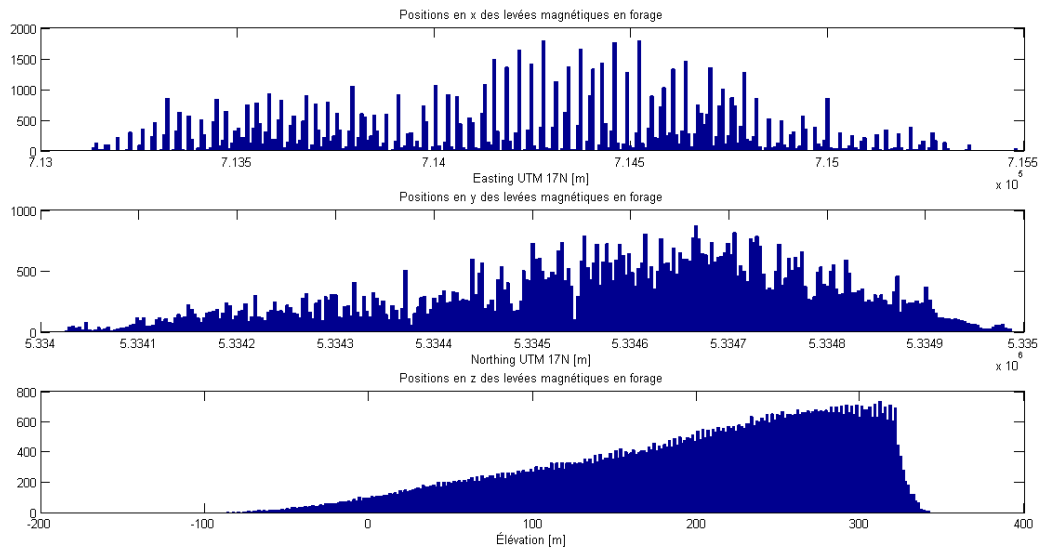 Positions en x des levées magnétiques en forage
2000
1500
1000
500
0
7.13 7.135 7.14 7.145 7.15 7.155
Easting UTM 17N [m]
x 10^5
Positions en y des levées magnétiques en forage
1000
500
0
5.334 5.3341 5.3342 5.3343 5.3344 5.3345 5.3346 5.3347 5.3348 5.3349 5.335
Northing UTM 17N [m]
x 10^6
Positions en z des levées magnétiques en forage
800
600
400
200
0
-200 -100 0 100 200 300 400
Élévation [m]